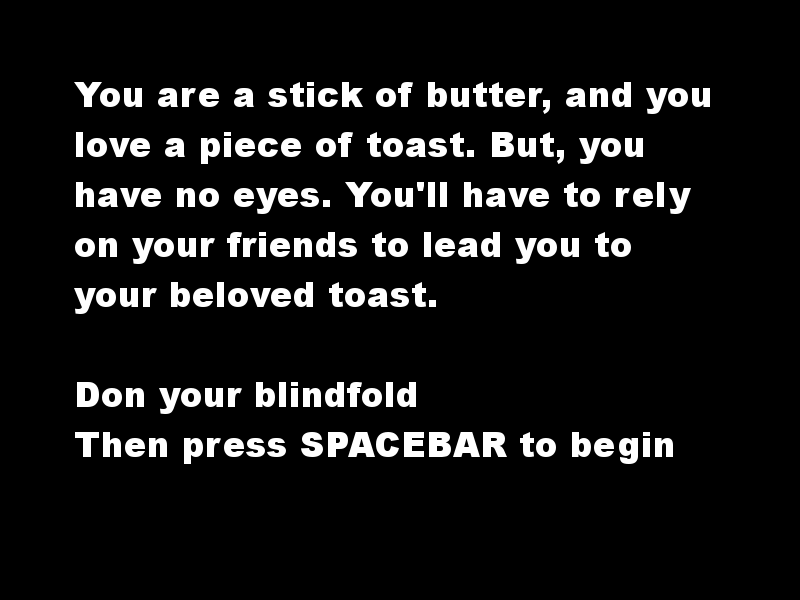 You are a stick of butter, and you
love a piece of toast. But, you
have no eyes. You'll have to rely
on your friends to lead you to
your beloved toast.
Don your blindfold
Then press SPACEBAR to begin